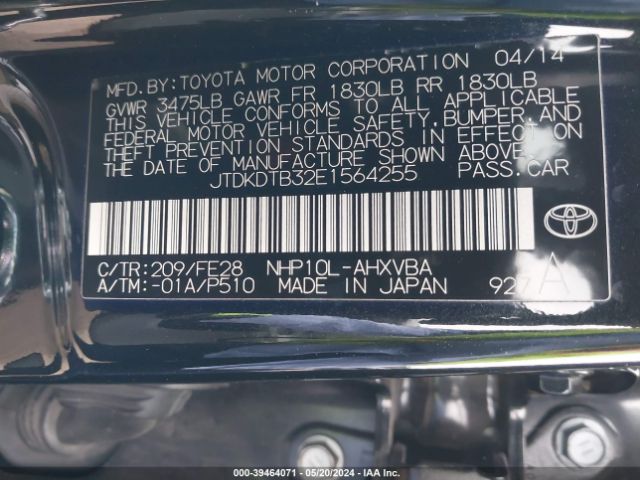 MFD.BY:TOYOTA MOTOR CORPORATION 04/14
GVWR 3475LB GAWR FR 1830LB RR 1830LB
THIS VEHICLE CONFORMS TO ALL APPLICABLE
FEDERAL MOTOR VEHICLE SAFETY,BUMPER,AND
THEFT PREVENTION STANDARDS IN EFFECT ON
THE DATE OF MANUFACTURE SHOWN ABOVE.
JTDKDTB32E1564255 PASS.CAR
C/TR:209/FE28 NHP10L-AHXVBA A
A/TM:-01A/P510 MADE IN JAPAN 927
000-39464071 - 05/20/2024 - IAA Inc.